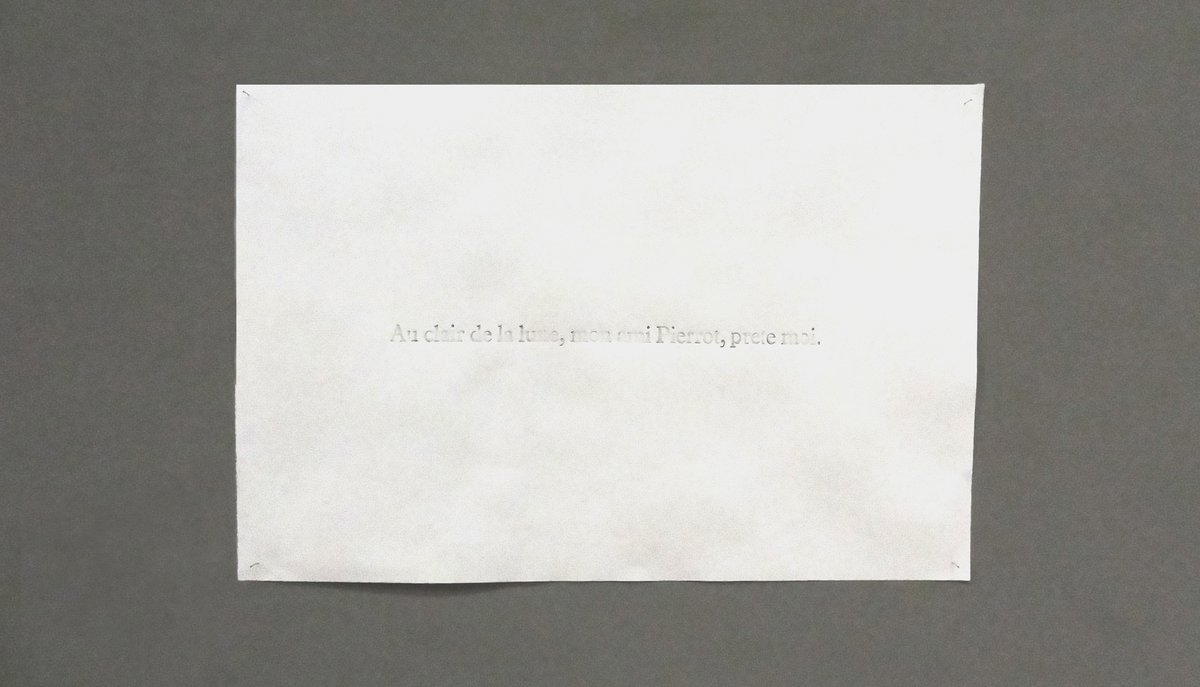 Au clair de la lune, mon ami Pierrot, prete moi.